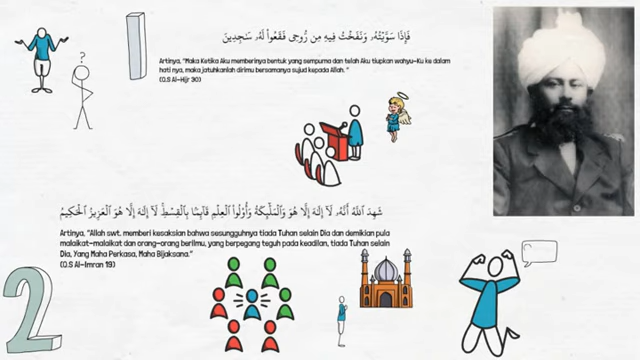 1
فَإِذَا سَوَّيْتُهُۥ وَنَفَخْتُ فِيهِ مِن رُّوحِى فَقَعُوا۟ لَهُۥ سَٰجِدِينَ
Artinya, "Maka Ketika Aku memberinya bentuk yang sempurna dan telah Aku tiupkan wahyu-Ku ke dalam
hati nya, maka jatuhkanlah dirimu bersamanya sujud kepada Allah. "
(Q.S Al-Hijr 30)
?
شَهِدَ ٱللَّهُ أَنَّهُۥ لَآ إِلَٰهَ إِلَّا هُوَ وَٱلْمَلَٰٓئِكَةُ وَأُو۟لُوا۟ ٱلْعِلْمِ قَآئِمًۢا بِٱلْقِسْطِ ۚ لَآ إِلَٰهَ إِلَّا هُوَ ٱلْعَزِيزُ ٱلْحَكِيمُ
Artinya, "Allah swt. memberi kesaksian bahwa sesungguhnya tiada Tuhan selain Dia dan demikian pula
malaikat-malaikat dan orang-orang berilmu, yang berpegang teguh pada keadilan, tiada Tuhan selain
Dia, Yang Maha Perkasa, Maha Bijaksana."
(Q.S Al-Imran 19)
2